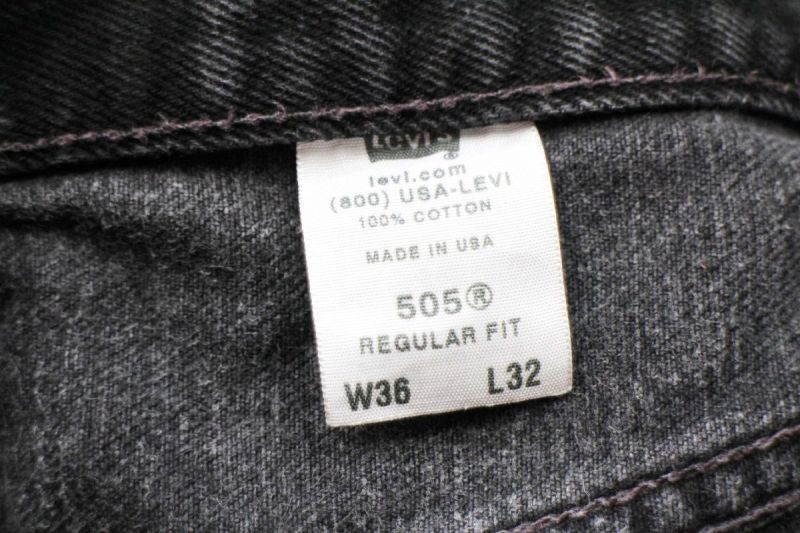 Levi's ®
levi.com
(800) USA-LEVI
100% COTTON
MADE IN USA
505®
REGULAR FIT
W36 L32